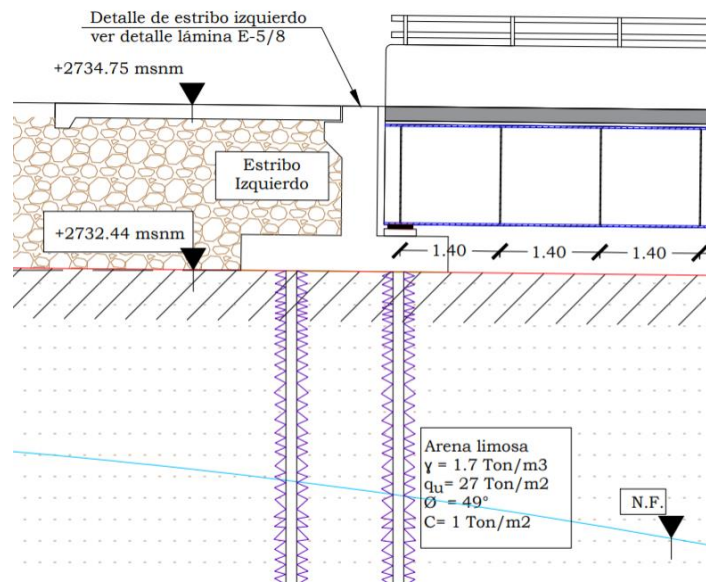 Detalle de estribo izquierdo
ver detalle lámina E-5/8
+2734.75 msnm
Estribo
Izquierdo
+2732.44 msnm
1.40 1.40 1.40
Arena limosa
γ = 1.7 Ton/m3
qu= 27 Ton/m2
Ø = 49°
C= 1 Ton/m2
N.F.